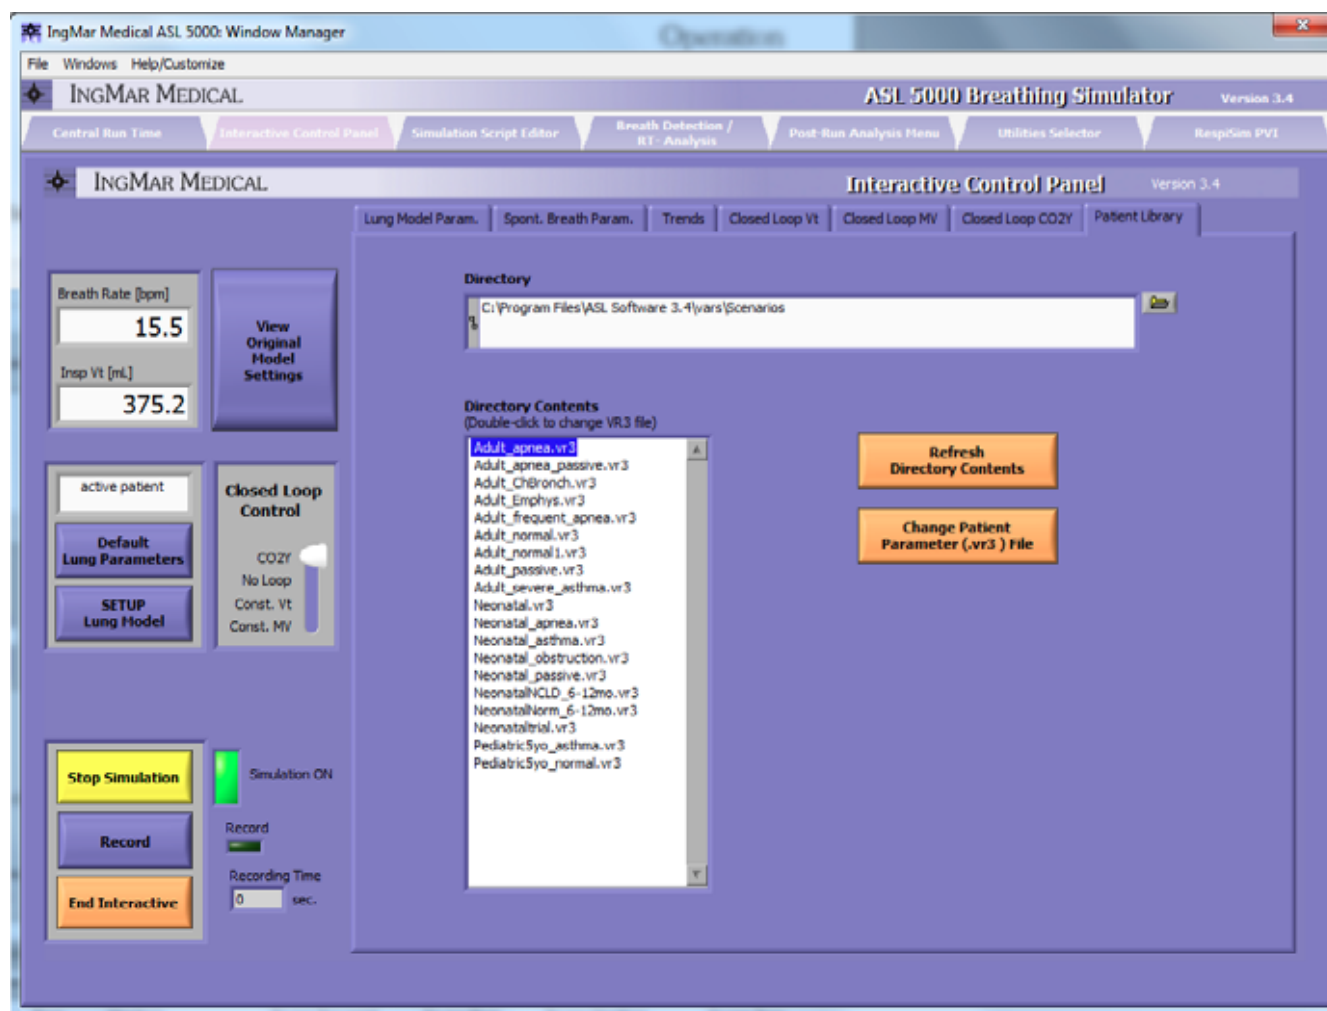 Operation
IngMar Medical ASL 5000: Window Manager
File Windows Help/Customize
INGMAR MEDICAL
ASL 5000 Breathing Simulator
Version 3.4
Central Run Time
Interactive Control Panel
Simulation Script Editor
Breath Detection /
RT- Analysis
Post-Run Analysis Menu
Utilities Selector
RespiSim PVI
INGMAR MEDICAL
Interactive Control Panel
Version 3.4
Lung Model Param.
Spont. Breath Param.
Trends
Closed Loop Vt
Closed Loop MV
Closed Loop CO2Y
Patient Library
Breath Rate [bpm]
15.5
Insp Vt [mL]
375.2
View
Original
Model
Settings
active patient
Default
Lung Parameters
SETUP
Lung Model
Closed Loop
Control
CO2Y
No Loop
Const. Vt
Const. MV
Stop Simulation
Record
End Interactive
Simulation ON
Record
Recording Time
0 sec.
Directory
C:\Program Files\ASL Software 3.4\vars\Scenarios
Directory Contents
(Double-click to change VR3 file)
Adult_apnea.vr3
Adult_apnea_passive.vr3
Adult_ChBronch.vr3
Adult_Emphys.vr3
Adult_frequent_apnea.vr3
Adult_normal.vr3
Adult_normal1.vr3
Adult_passive.vr3
Adult_severe_asthma.vr3
Neonatal.vr3
Neonatal_apnea.vr3
Neonatal_asthma.vr3
Neonatal_obstruction.vr3
Neonatal_passive.vr3
NeonatalNCLD_6-12mo.vr3
NeonatalNorm_6-12mo.vr3
Neonataltrial.vr3
Pediatric5yo_asthma.vr3
Pediatric5yo_normal.vr3
Refresh
Directory Contents
Change Patient
Parameter (.vr3 ) File